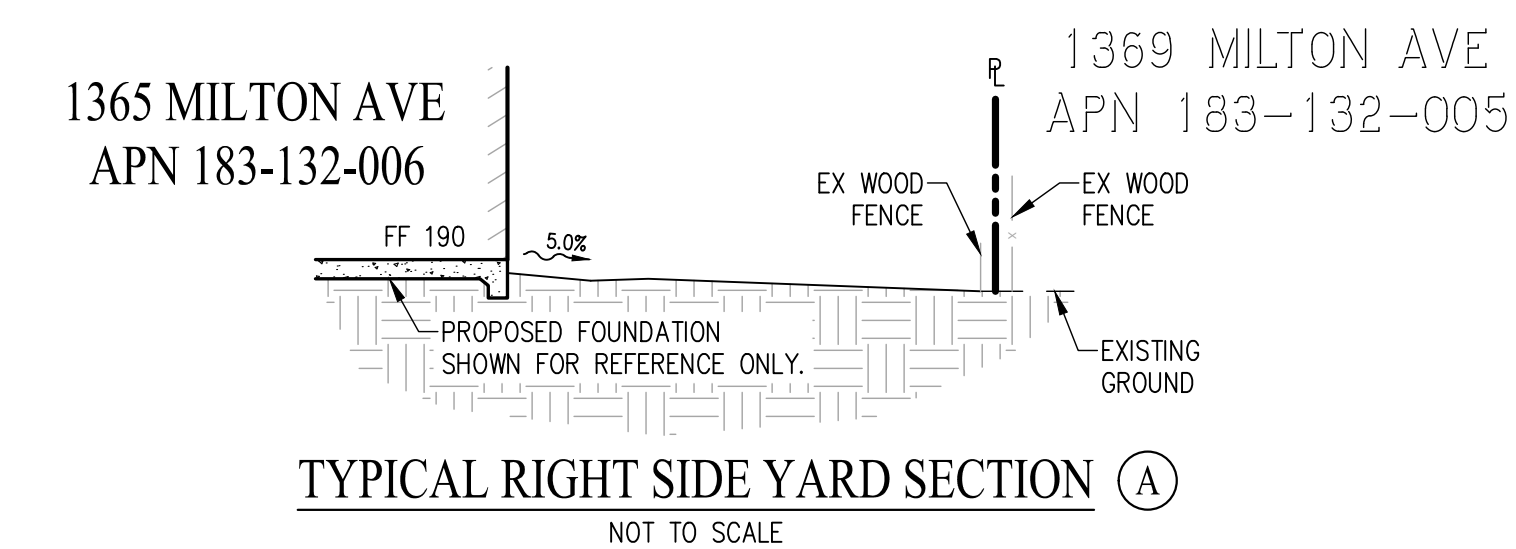 1365 MILTON AVE
APN 183-132-006
1369 MILTON AVE
APN 183-132-005
PL
EX WOOD
FENCE
EX WOOD
FENCE
FF 190
5.0%
PROPOSED FOUNDATION
SHOWN FOR REFERENCE ONLY.
EXISTING
GROUND
TYPICAL RIGHT SIDE YARD SECTION A
NOT TO SCALE